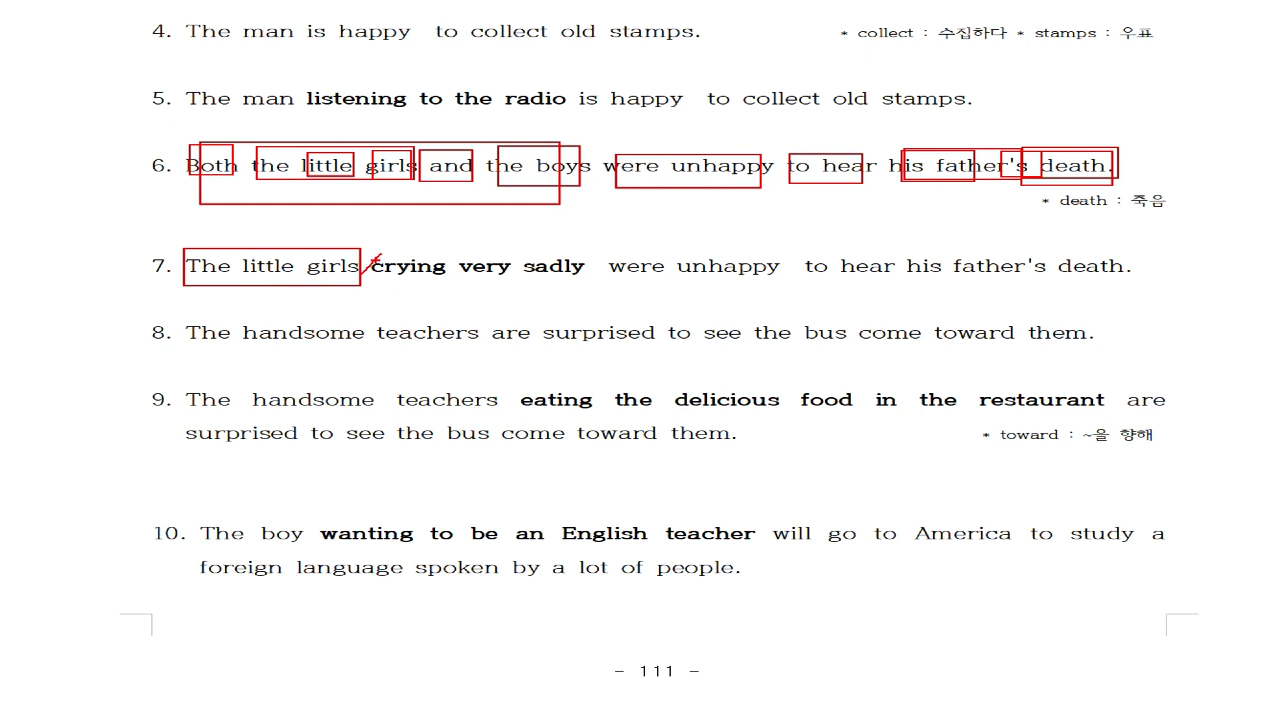 4. The man is happy to collect old stamps. * collect : 수집하다 * stamps : 우표
5. The man listening to the radio is happy to collect old stamps.
6. Both the little girls and the boys were unhappy to hear his father's death.
* death : 죽음
7. The little girls crying very sadly were unhappy to hear his father's death.
8. The handsome teachers are surprised to see the bus come toward them.
9. The handsome teachers eating the delicious food in the restaurant are
surprised to see the bus come toward them. * toward : ~을 향해
10. The boy wanting to be an English teacher will go to America to study a
foreign language spoken by a lot of people.
- 111 -